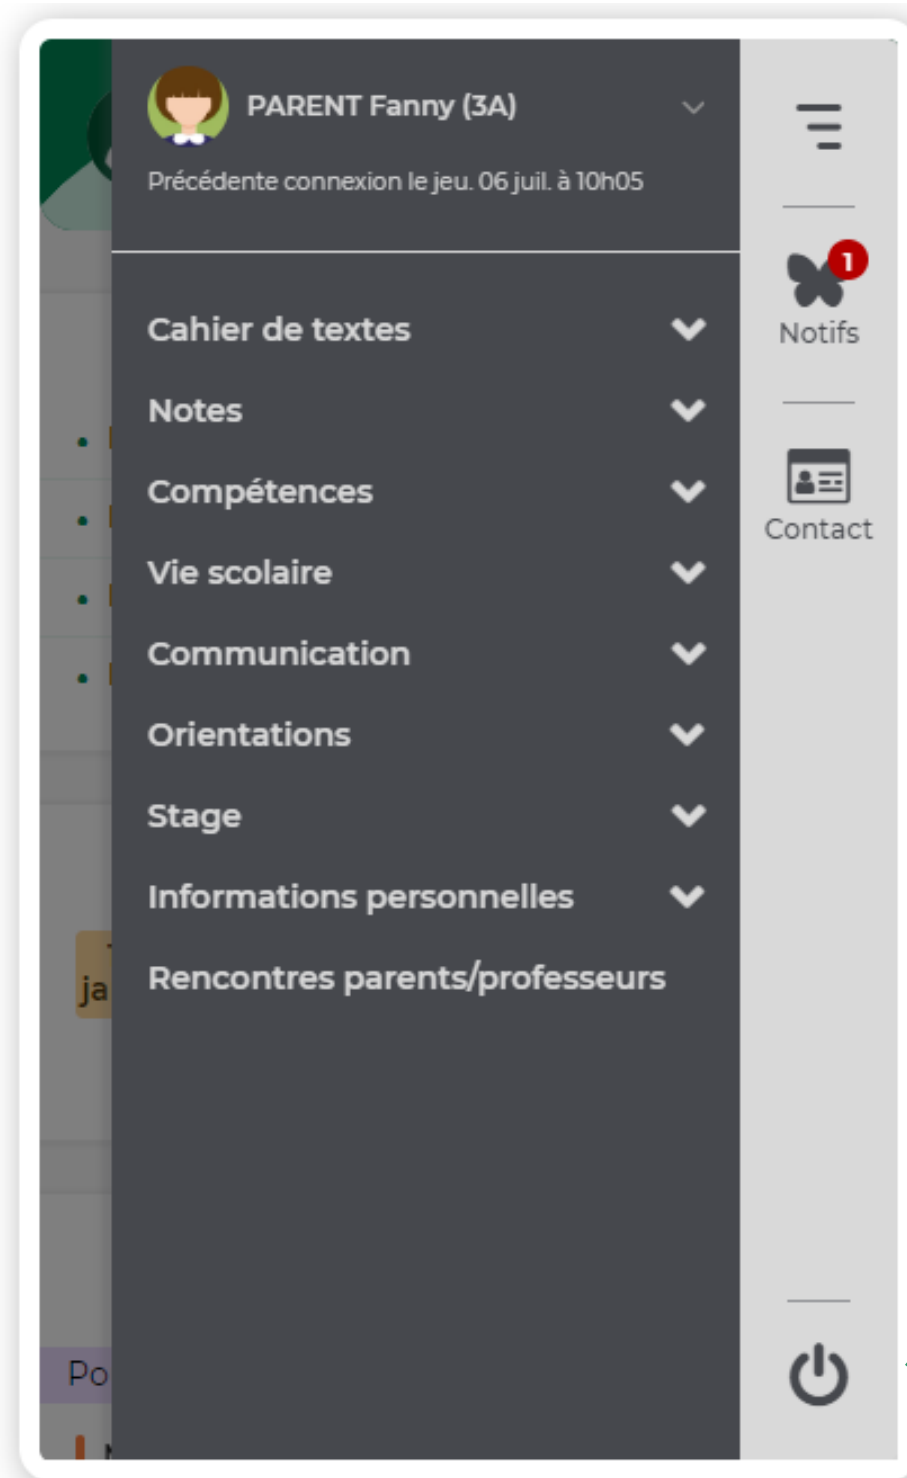 PARENT Fanny (3A)
Précédente connexion le jeu. 06 juil. à 10h05
Cahier de textes
Notes
Compétences
Vie scolaire
Communication
Orientations
Stage
Informations personnelles
Rencontres parents/professeurs
1
Notifs
Contact
ja
Po